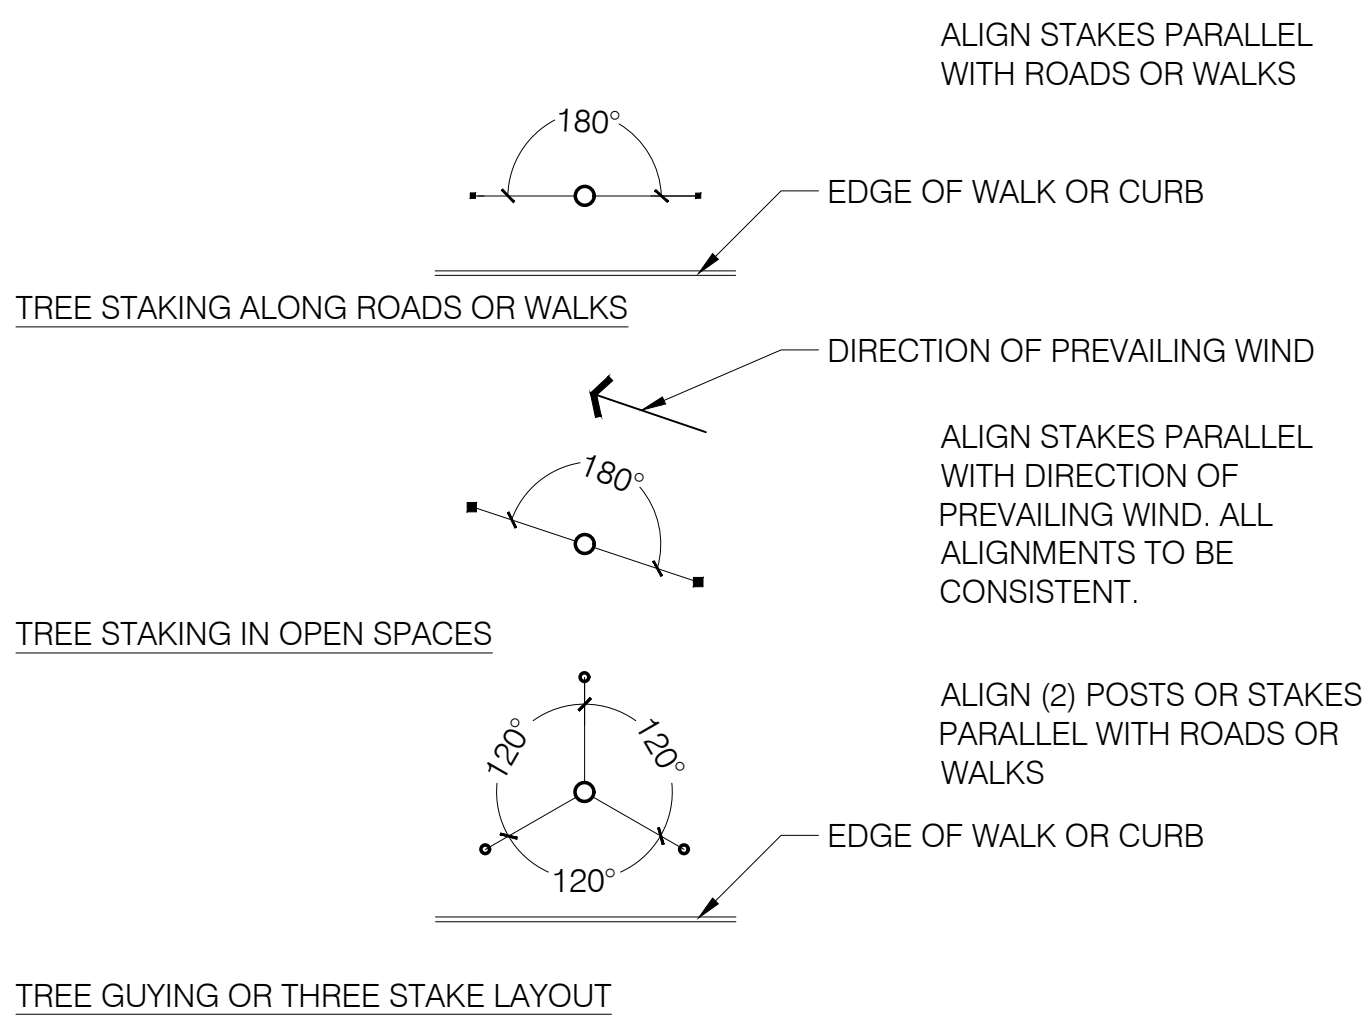 ALIGN STAKES PARALLEL
WITH ROADS OR WALKS
180°
EDGE OF WALK OR CURB
TREE STAKING ALONG ROADS OR WALKS
DIRECTION OF PREVAILING WIND
180°
ALIGN STAKES PARALLEL
WITH DIRECTION OF
PREVAILING WIND. ALL
ALIGNMENTS TO BE
CONSISTENT.
TREE STAKING IN OPEN SPACES
120°
120°
120°
ALIGN (2) POSTS OR STAKES
PARALLEL WITH ROADS OR
WALKS
EDGE OF WALK OR CURB
TREE GUYING OR THREE STAKE LAYOUT